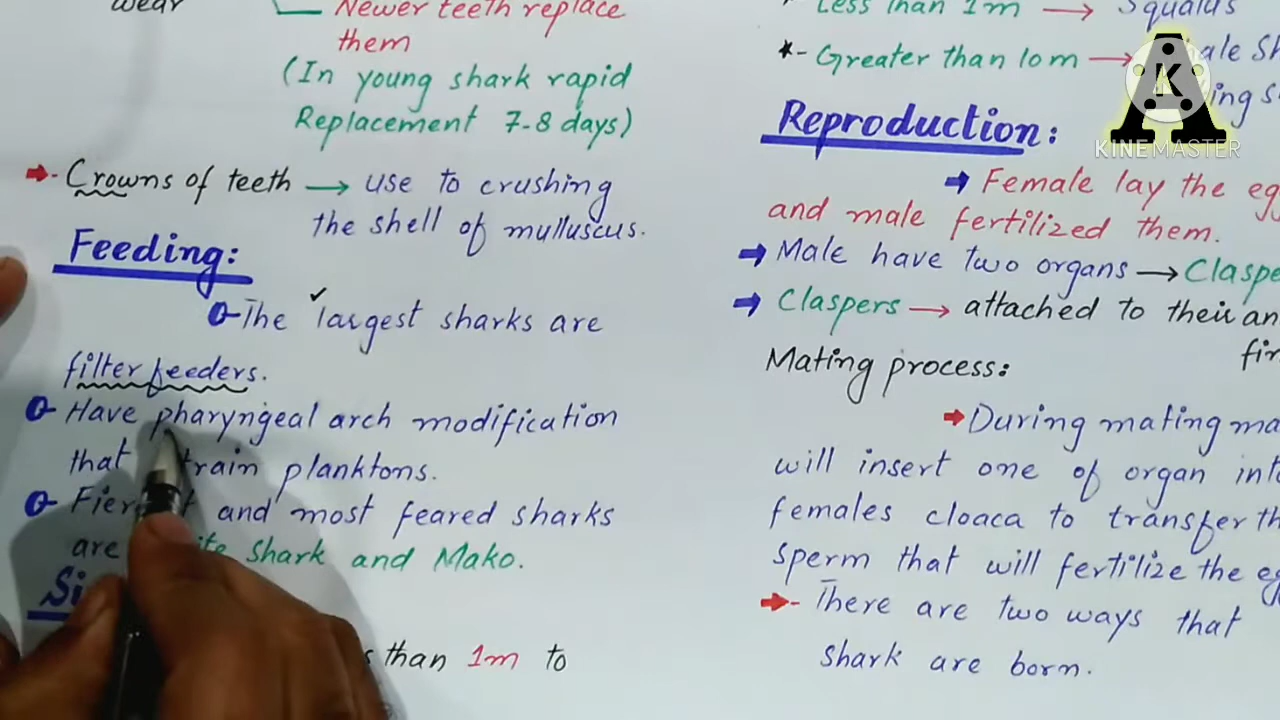 wear
Newer teeth replace
them
(In young shark rapid
Replacement 7-8 days)
Crowns of teeth → use to crushing
the shell of mulluscus.
Feeding:
The largest sharks are
filter feeders.
Have pharyngeal arch modification
that train planktons.
and most feared sharks
are shark and Mako.
than 1m to
Less than 1m → Squalus
*- Greater than 10m →
Reproduction:
Female lay the
and male fertilized them.
Male have two organs →
Claspers → attached to their
Mating process:
During mating
will insert one of organ
females cloaca to transfer
sperm that will fertilize the
There are two ways that
shark are born.
K
KINEMASTER